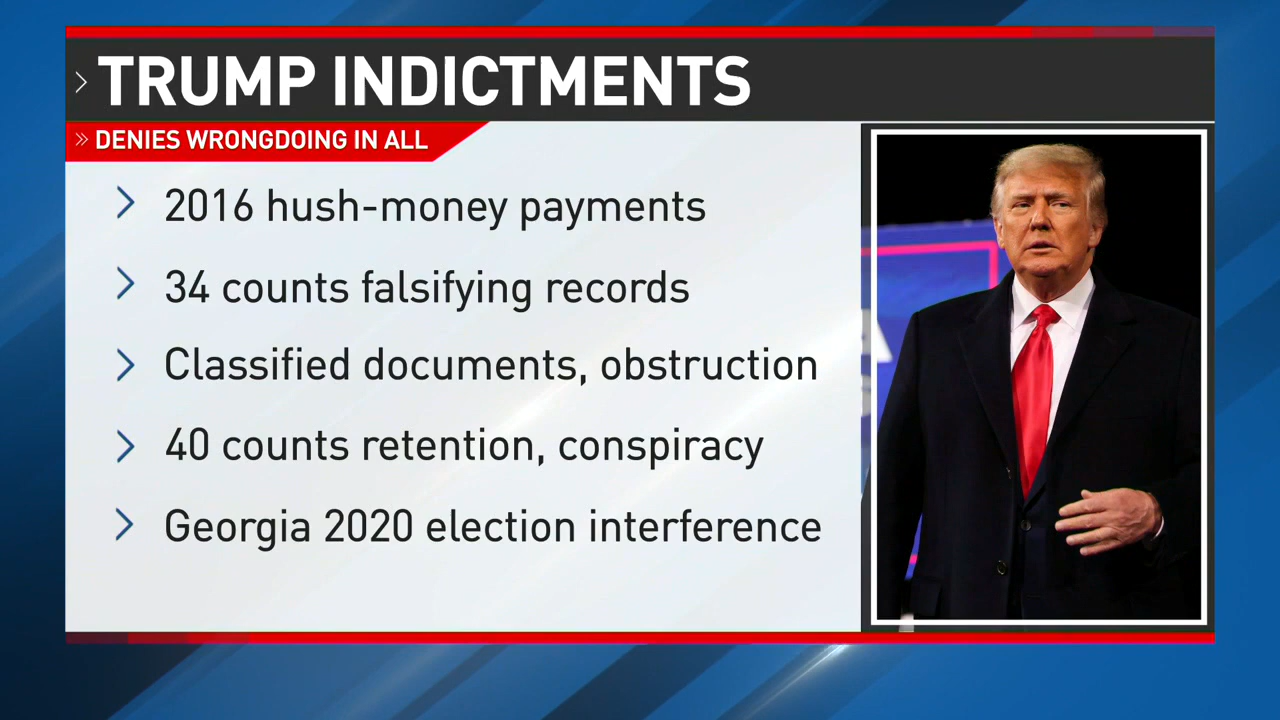 TRUMP INDICTMENTS
DENIES WRONGDOING IN ALL
2016 hush-money payments
34 counts falsifying records
Classified documents, obstruction
40 counts retention, conspiracy
Georgia 2020 election interference
A